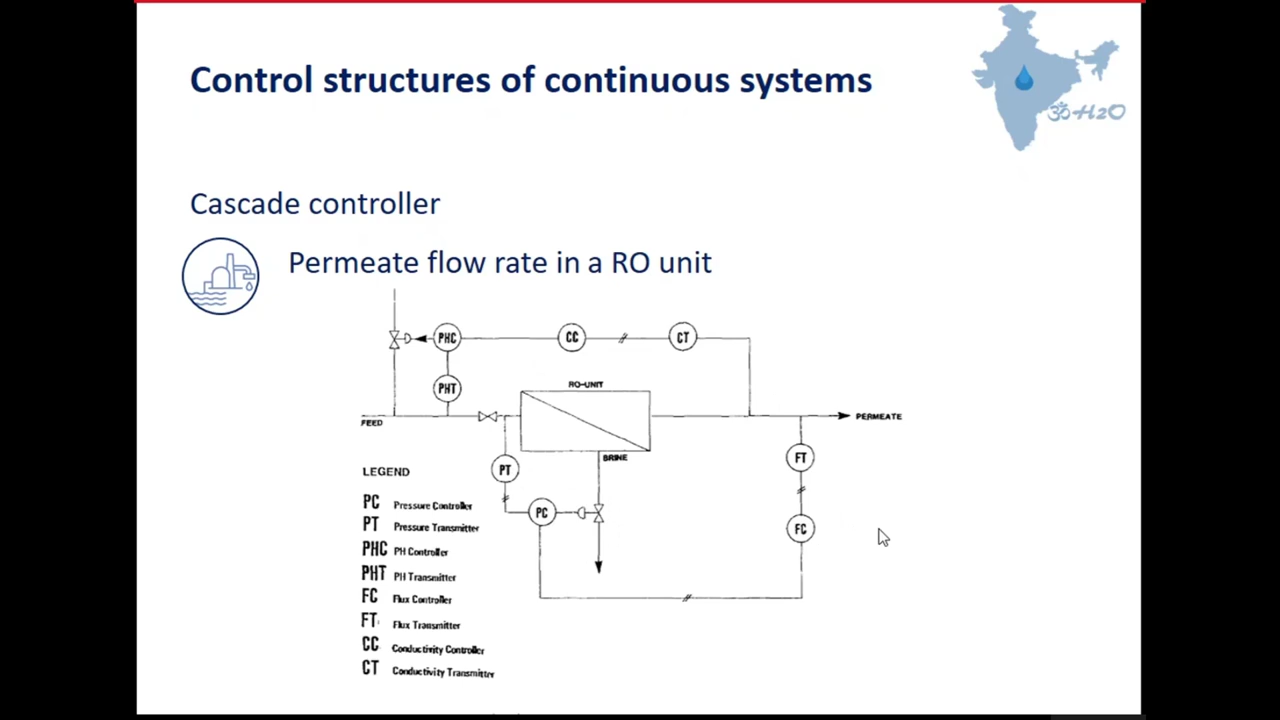 Control structures of continuous systems
ॐ H2O
Cascade controller
Permeate flow rate in a RO unit
PHC CC CT
PHT
RO-UNIT
FEED
PERMEATE
BRINE
PT
FT
PC
FC
LEGEND
PC Pressure Controller
PT Pressure Transmitter
PHC PH Controller
PHT PH Transmitter
FC Flux Controller
FT Flux Transmitter
CC Conductivity Controller
CT Conductivity Transmitter